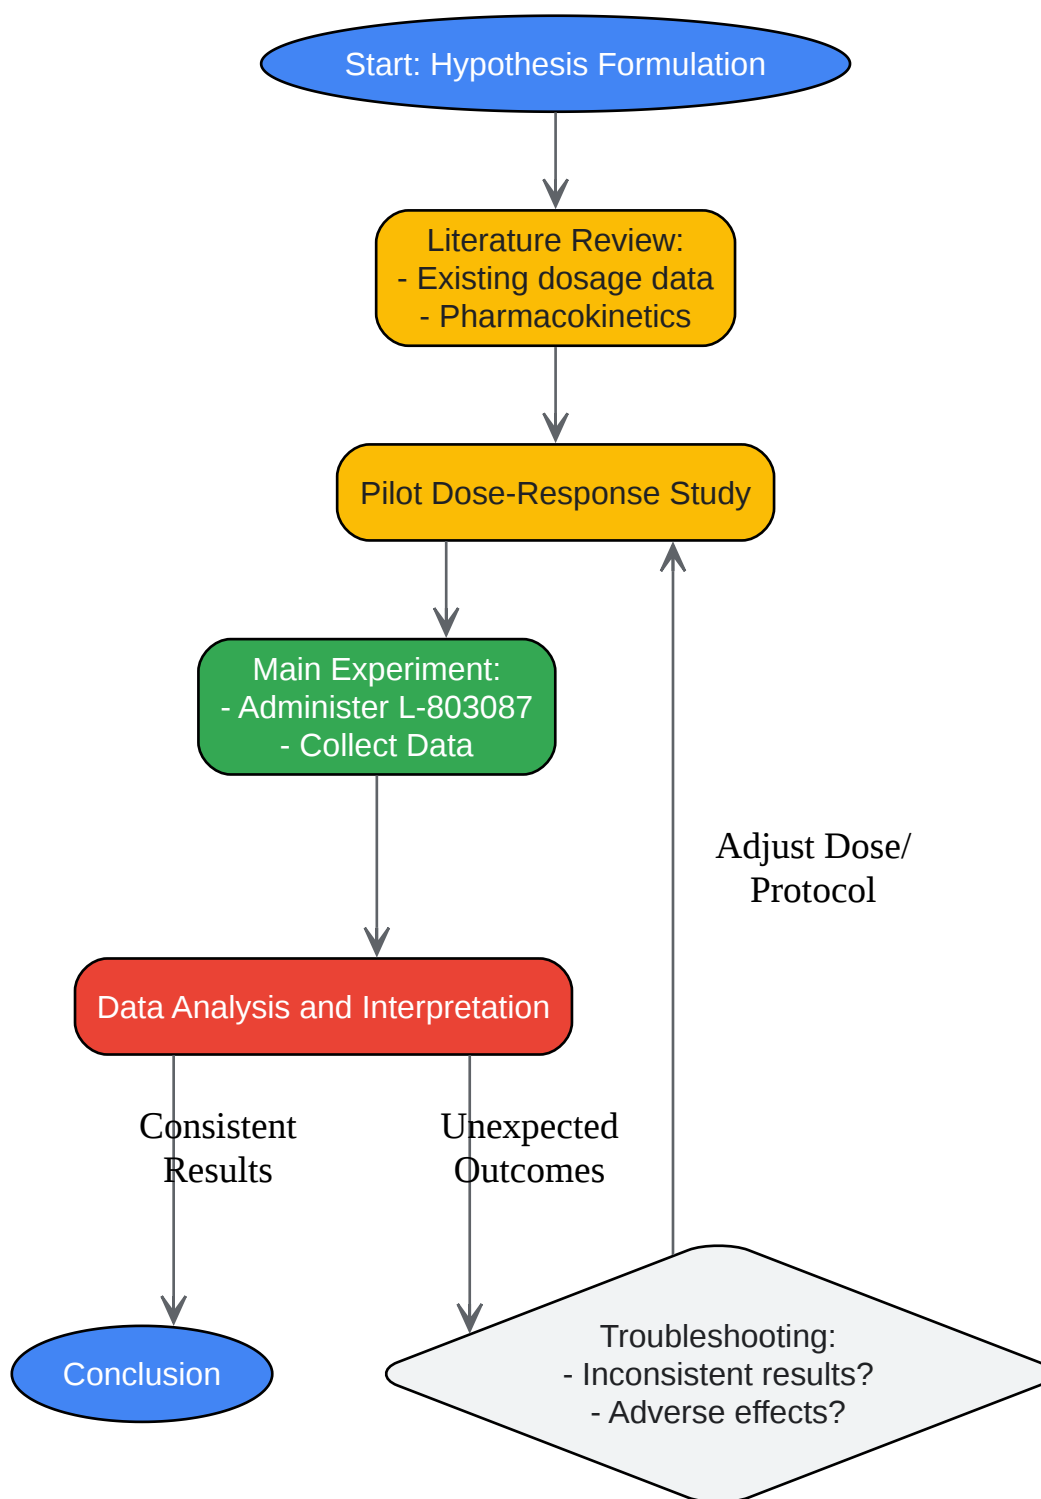 Start: Hypothesis Formulation
Literature Review:
- Existing dosage data
- Pharmacokinetics
Pilot Dose-Response Study
Main Experiment:
- Administer L-803087
- Collect Data
Adjust Dose/
Protocol
Data Analysis and Interpretation
Consistent
Results
Unexpected
Outcomes
Conclusion
Troubleshooting:
- Inconsistent results?
- Adverse effects?